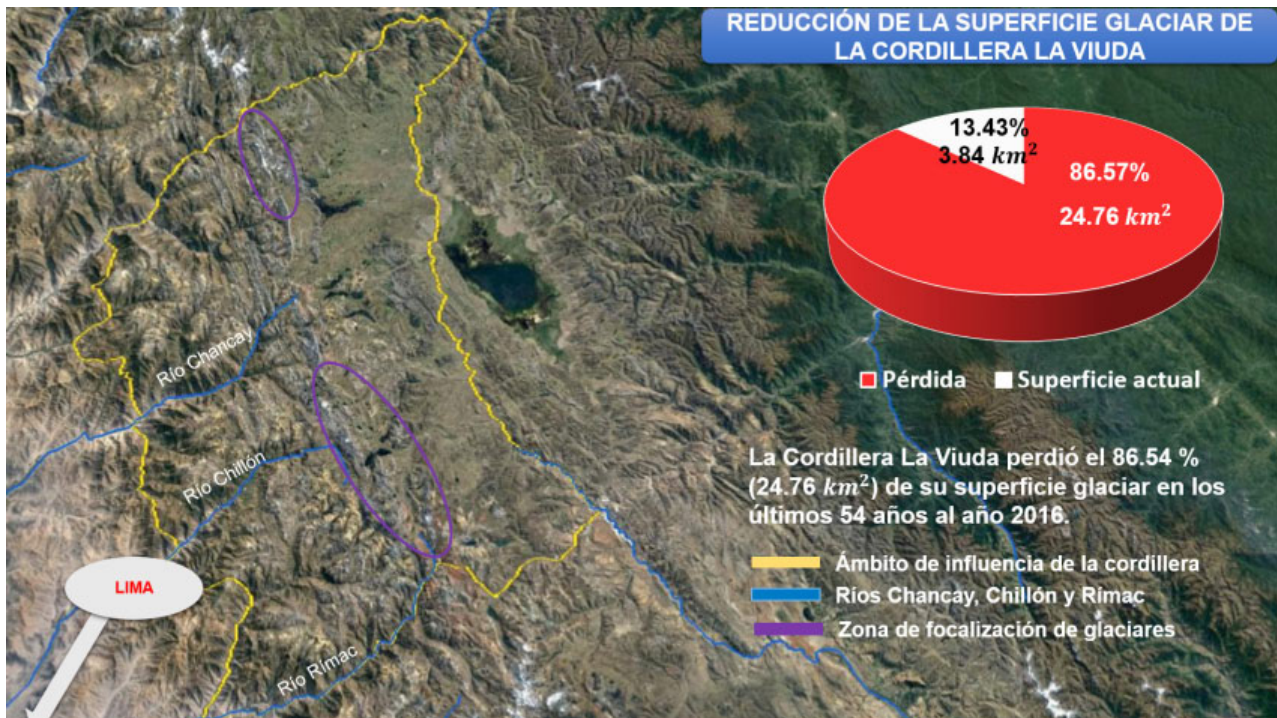 REDUCCIÓN DE LA SUPERFICIE GLACIAR DE
LA CORDILLERA LA VIUDA
13.43%
3.84 km²
86.57%
24.76 km²
Pérdida
Superficie actual
Río Chancay
Río Chillón
LIMA
Río Rímac
La Cordillera La Viuda perdió el 86.54 %
(24.76 km²) de su superficie glaciar en los
últimos 54 años al año 2016.
Ámbito de influencia de la cordillera
Ríos Chancay, Chillón y Rímac
Zona de focalización de glaciares